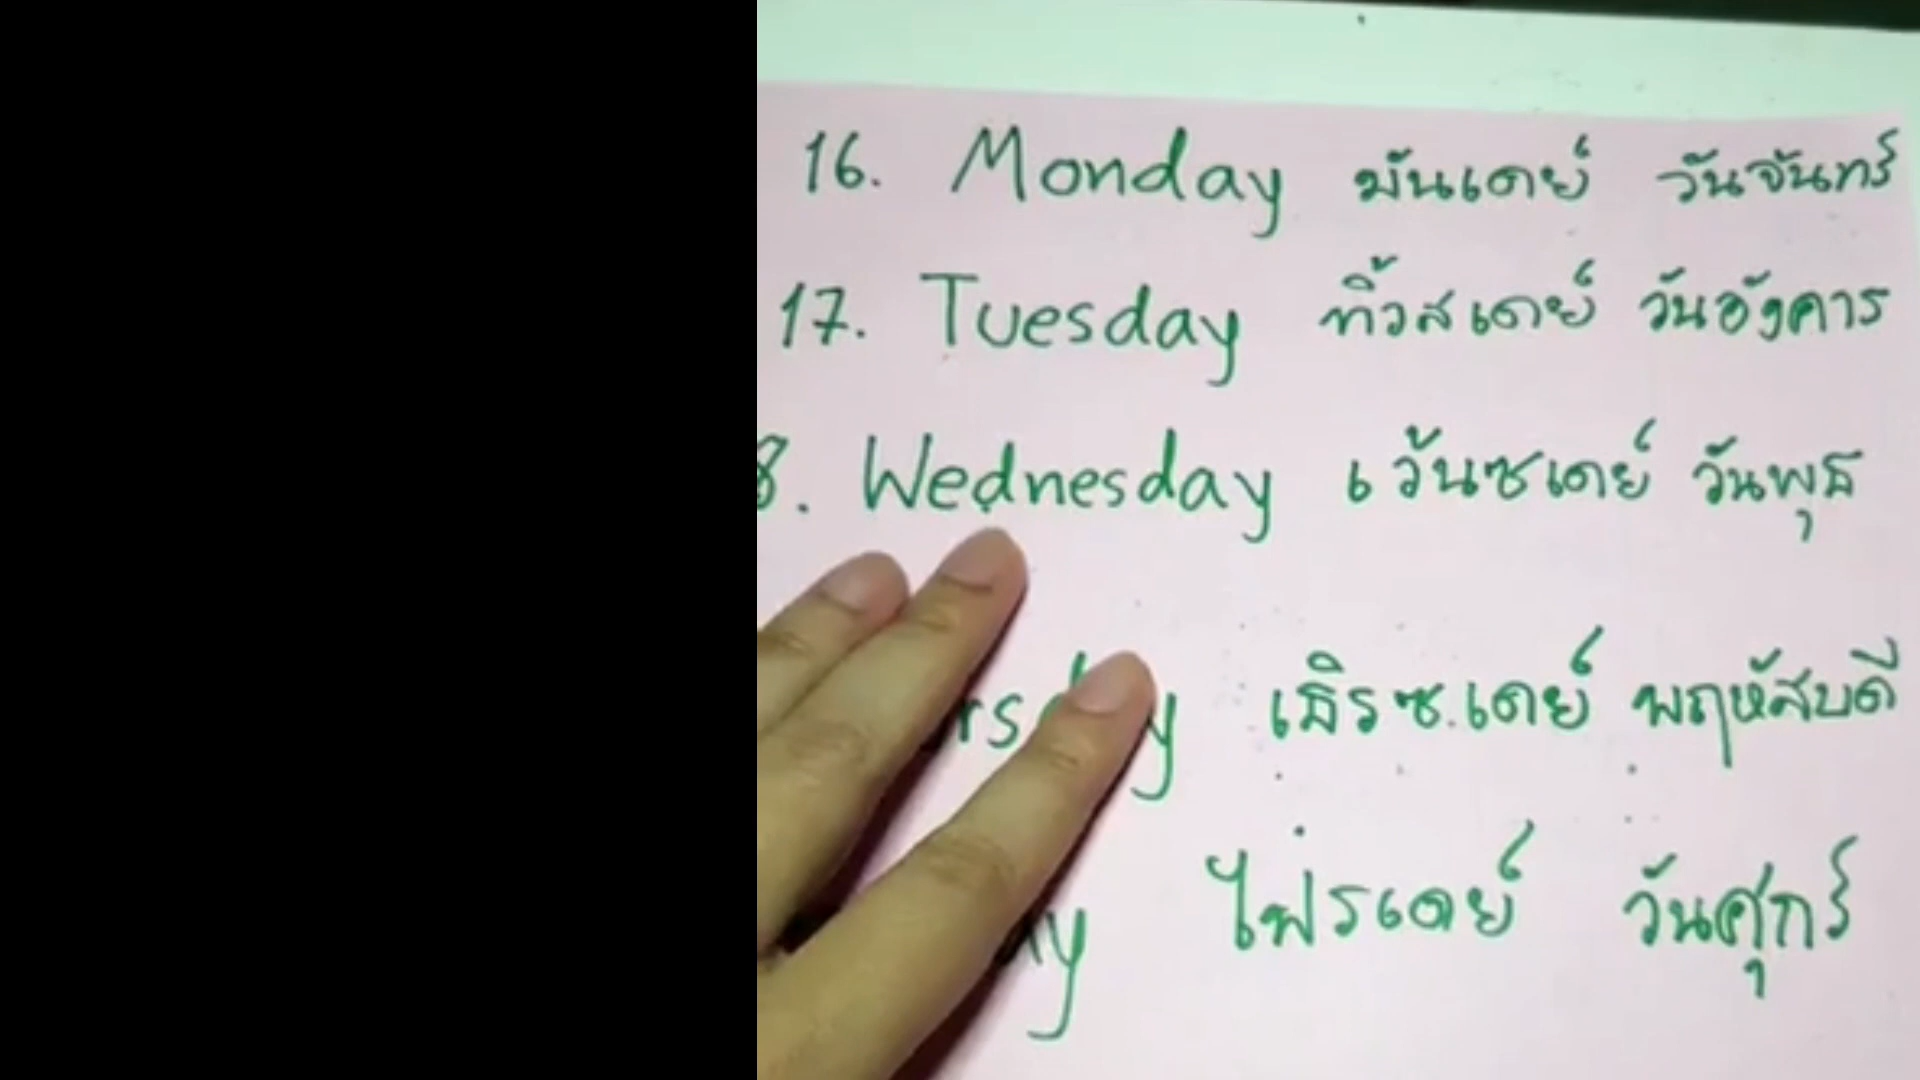 16. Monday มันเดย์ วันจันทร์
17. Tuesday ทิ้วสเดย์ วันอังคาร
8. Wednesday เว้นซเดย์ วันพุธ
เธิรซ.เดย์ พฤหัสบดี
ไฟรเดย์ วันศุกร์